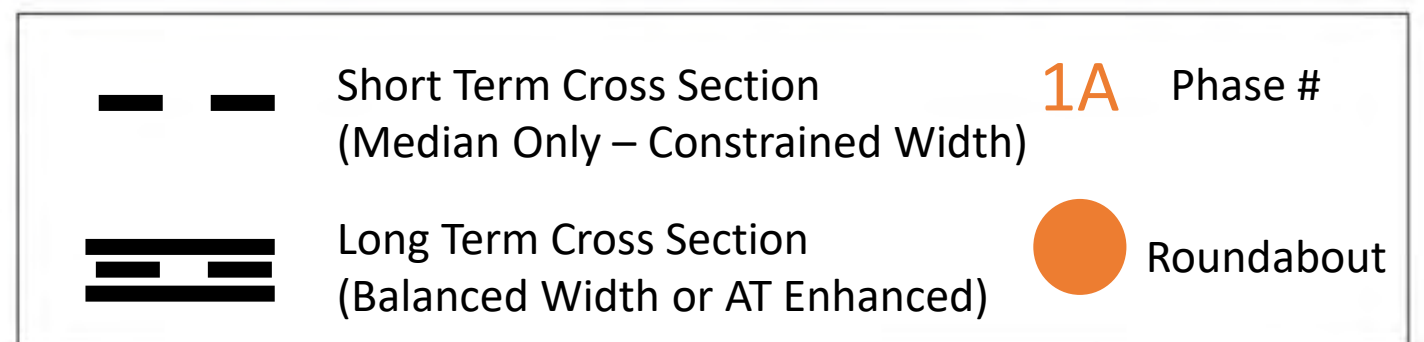 Short Term Cross Section
(Median Only – Constrained Width)
1A Phase #
Long Term Cross Section
(Balanced Width or AT Enhanced)
Roundabout